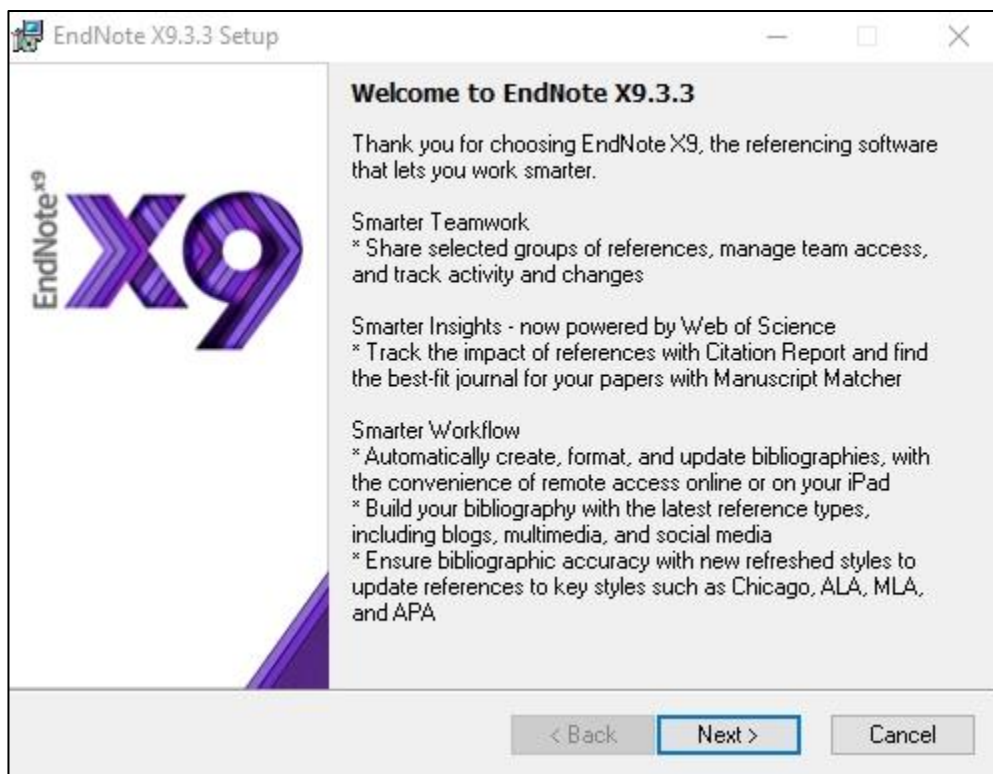 EndNote X9.3.3 Setup
EndNote x9
X9
Welcome to EndNote X9.3.3
Thank you for choosing EndNote X9, the referencing software
that lets you work smarter.
Smarter Teamwork
* Share selected groups of references, manage team access,
and track activity and changes
Smarter Insights - now powered by Web of Science
* Track the impact of references with Citation Report and find
the best-fit journal for your papers with Manuscript Matcher
Smarter Workflow
* Automatically create, format, and update bibliographies, with
the convenience of remote access online or on your iPad
* Build your bibliography with the latest reference types,
including blogs, multimedia, and social media
* Ensure bibliographic accuracy with new refreshed styles to
update references to key styles such as Chicago, ALA, MLA,
and APA
< Back
Next >
Cancel